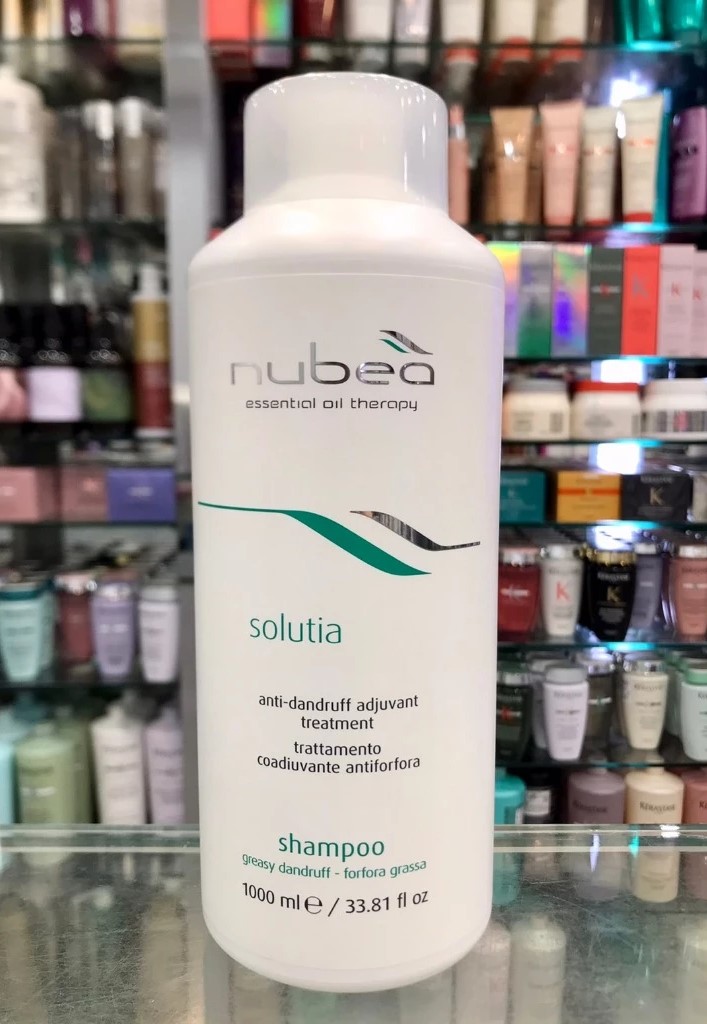 nubeà
essential oil therapy
solutia
anti-dandruff adjuvant
treatment
trattamento
coadiuvante antiforfora
shampoo
greasy dandruff - forfora grassa
1000 ml ℮ / 33.81 fl oz